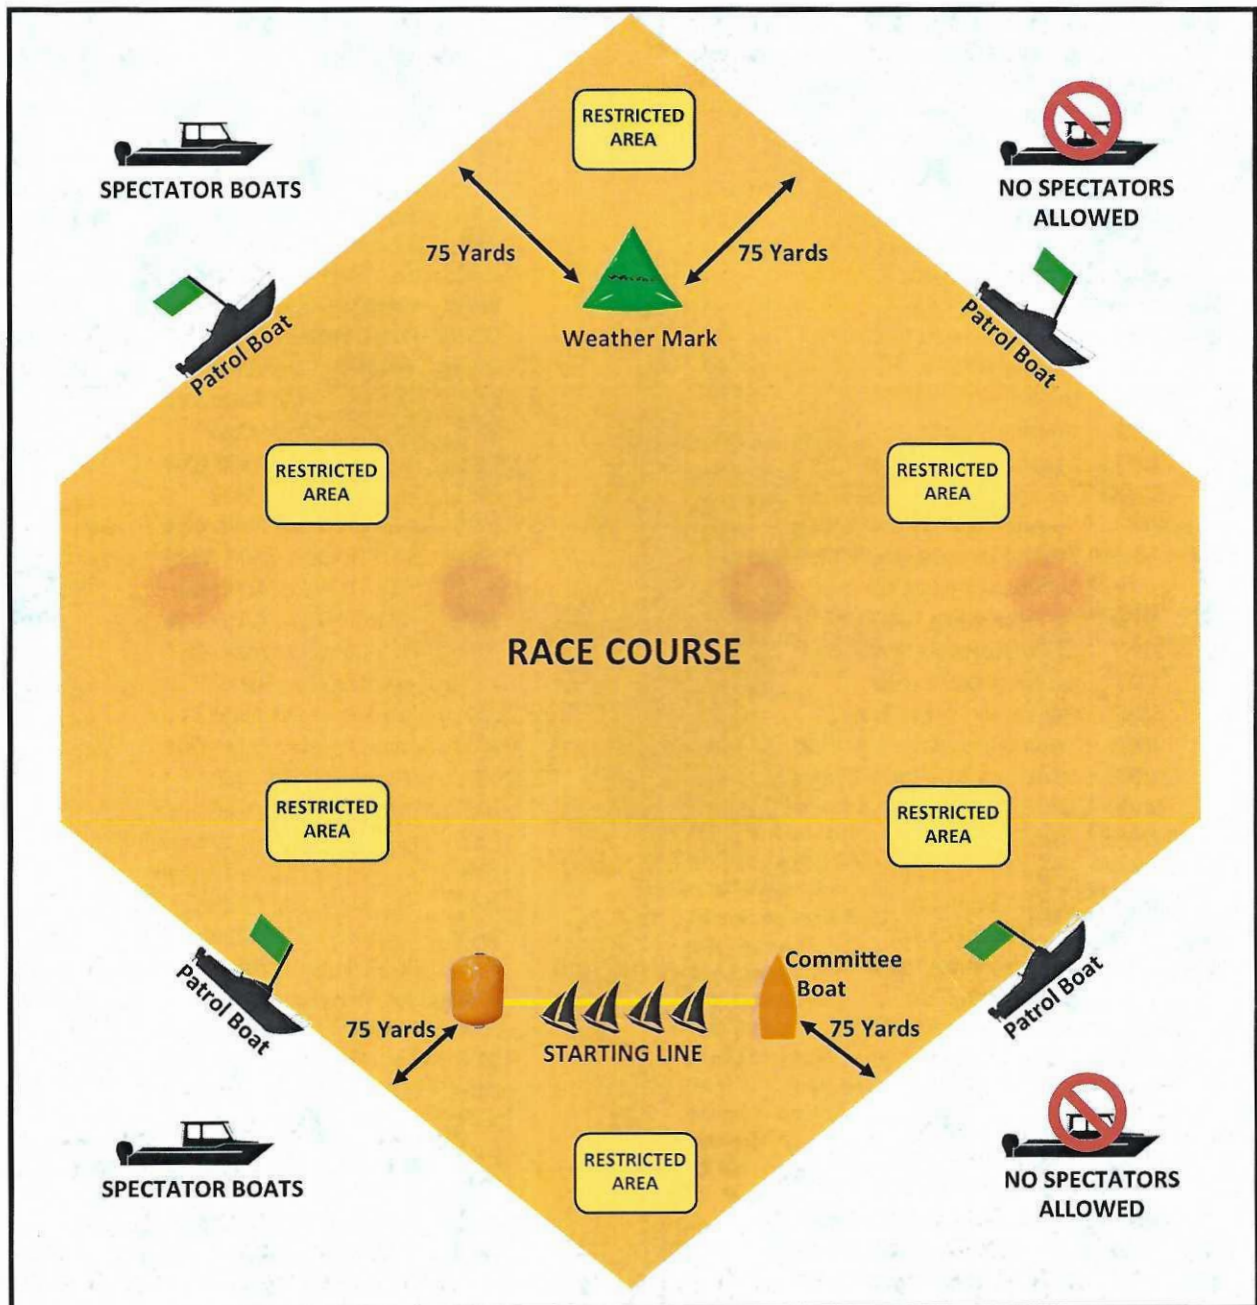 RESTRICTED
AREA
SPECTATOR BOATS
NO SPECTATORS
ALLOWED
75 Yards
75 Yards
Weather Mark
Patrol Boat
Patrol Boat
RESTRICTED
AREA
RESTRICTED
AREA
RACE COURSE
RESTRICTED
AREA
RESTRICTED
AREA
Patrol Boat
Committee
Boat
Patrol Boat
75 Yards
75 Yards
STARTING LINE
SPECTATOR BOATS
RESTRICTED
AREA
NO SPECTATORS
ALLOWED